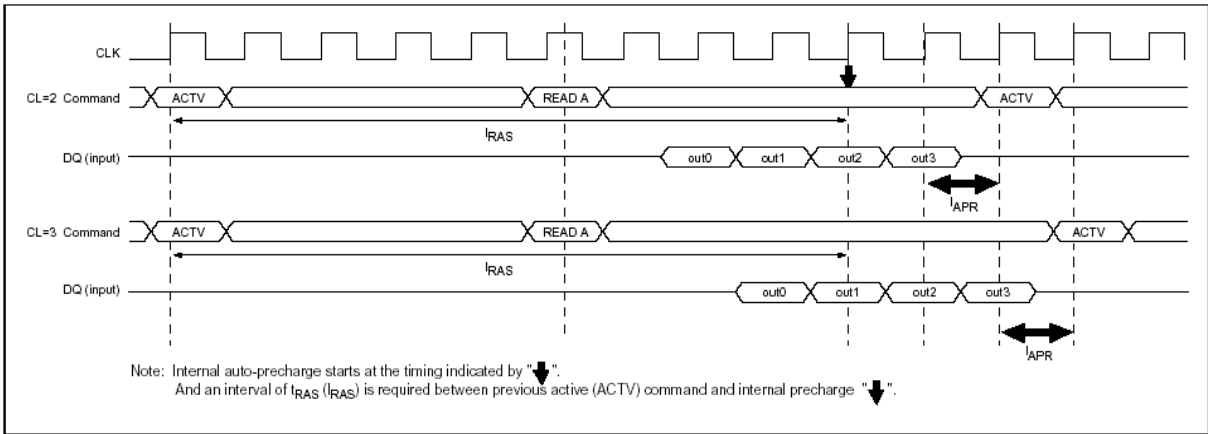 CLK
CL=2 Command ACTV READ A ACTV
lRAS
DQ (input) out0 out1 out2 out3
lAPR
CL=3 Command ACTV READ A ACTV
lRAS
DQ (input) out0 out1 out2 out3
lAPR
Note: Internal auto-precharge starts at the timing indicated by " ".
And an interval of tRAS (lRAS) is required between previous active (ACTV) command and internal precharge " ".